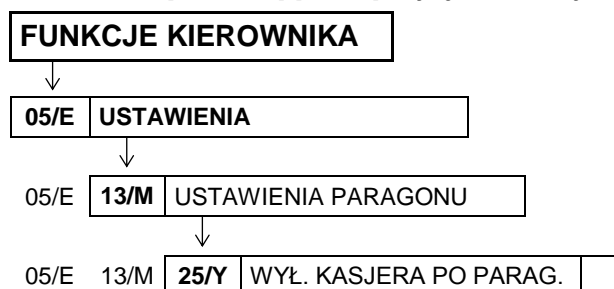 FUNKCJE KIEROWNIKA
05/E USTAWIENIA
05/E 13/M USTAWIENIA PARAGONU
05/E 13/M 25/Y WYŁ. KASJERA PO PARAG.